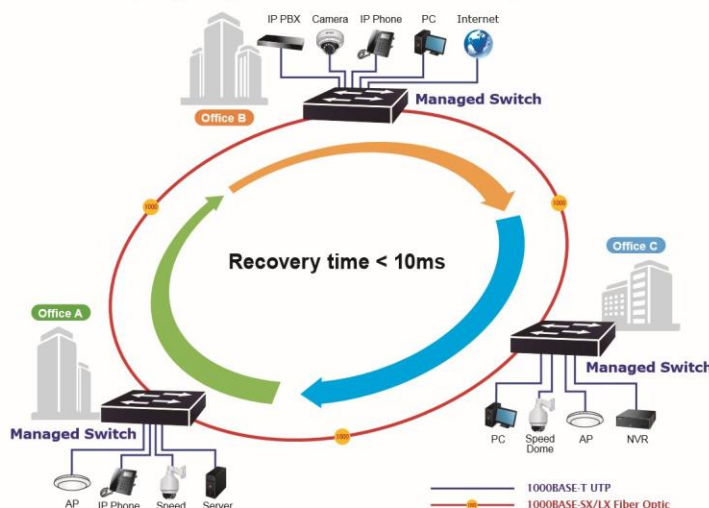 IP PBX
Camera
IP Phone
PC
Internet
Managed Switch
Office B
1000
1000
Recovery time < 10ms
Office C
Office A
Managed Switch
Managed Switch
1000
PC
Speed
Dome
AP
NVR
AP
IP Phone
Speed
Server
1000BASE-T UTP
1000BASE-SX/LX Fiber Optic